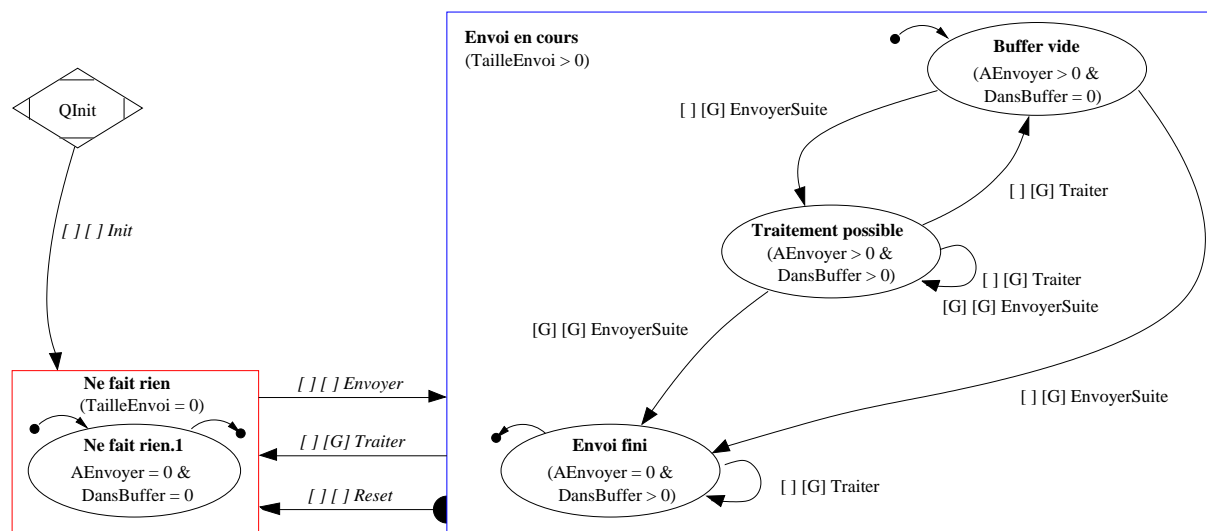 Envoi en cours
(TailleEnvoi > 0)
Buffer vide
(AEnvoyer > 0 &
DansBuffer = 0)
QInit
[ ] [G] EnvoyerSuite
[ ] [G] Traiter
[ ] [ ] Init
Traitement possible
(AEnvoyer > 0 &
DansBuffer > 0)
[ ] [G] Traiter
[G] [G] EnvoyerSuite
[G] [G] EnvoyerSuite
Ne fait rien
(TailleEnvoi = 0)
[ ] [ ] Envoyer
[ ] [G] EnvoyerSuite
Ne fait rien.1
AEnvoyer = 0 &
DansBuffer = 0
[ ] [G] Traiter
Envoi fini
(AEnvoyer = 0 &
DansBuffer > 0)
[ ] [G] Traiter
[ ] [ ] Reset